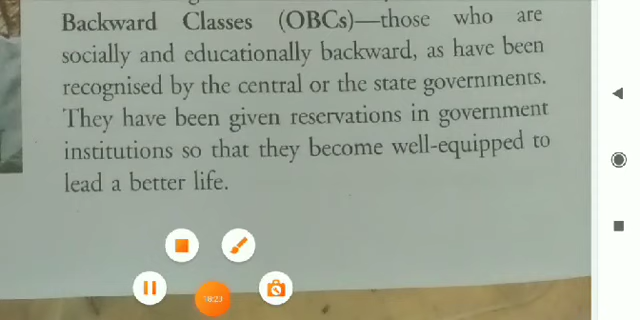 Backward Classes (OBCs)—those who are
socially and educationally backward, as have been
recognised by the central or the state governments.
They have been given reservations in government
institutions so that they become well-equipped to
lead a better life.
18:23